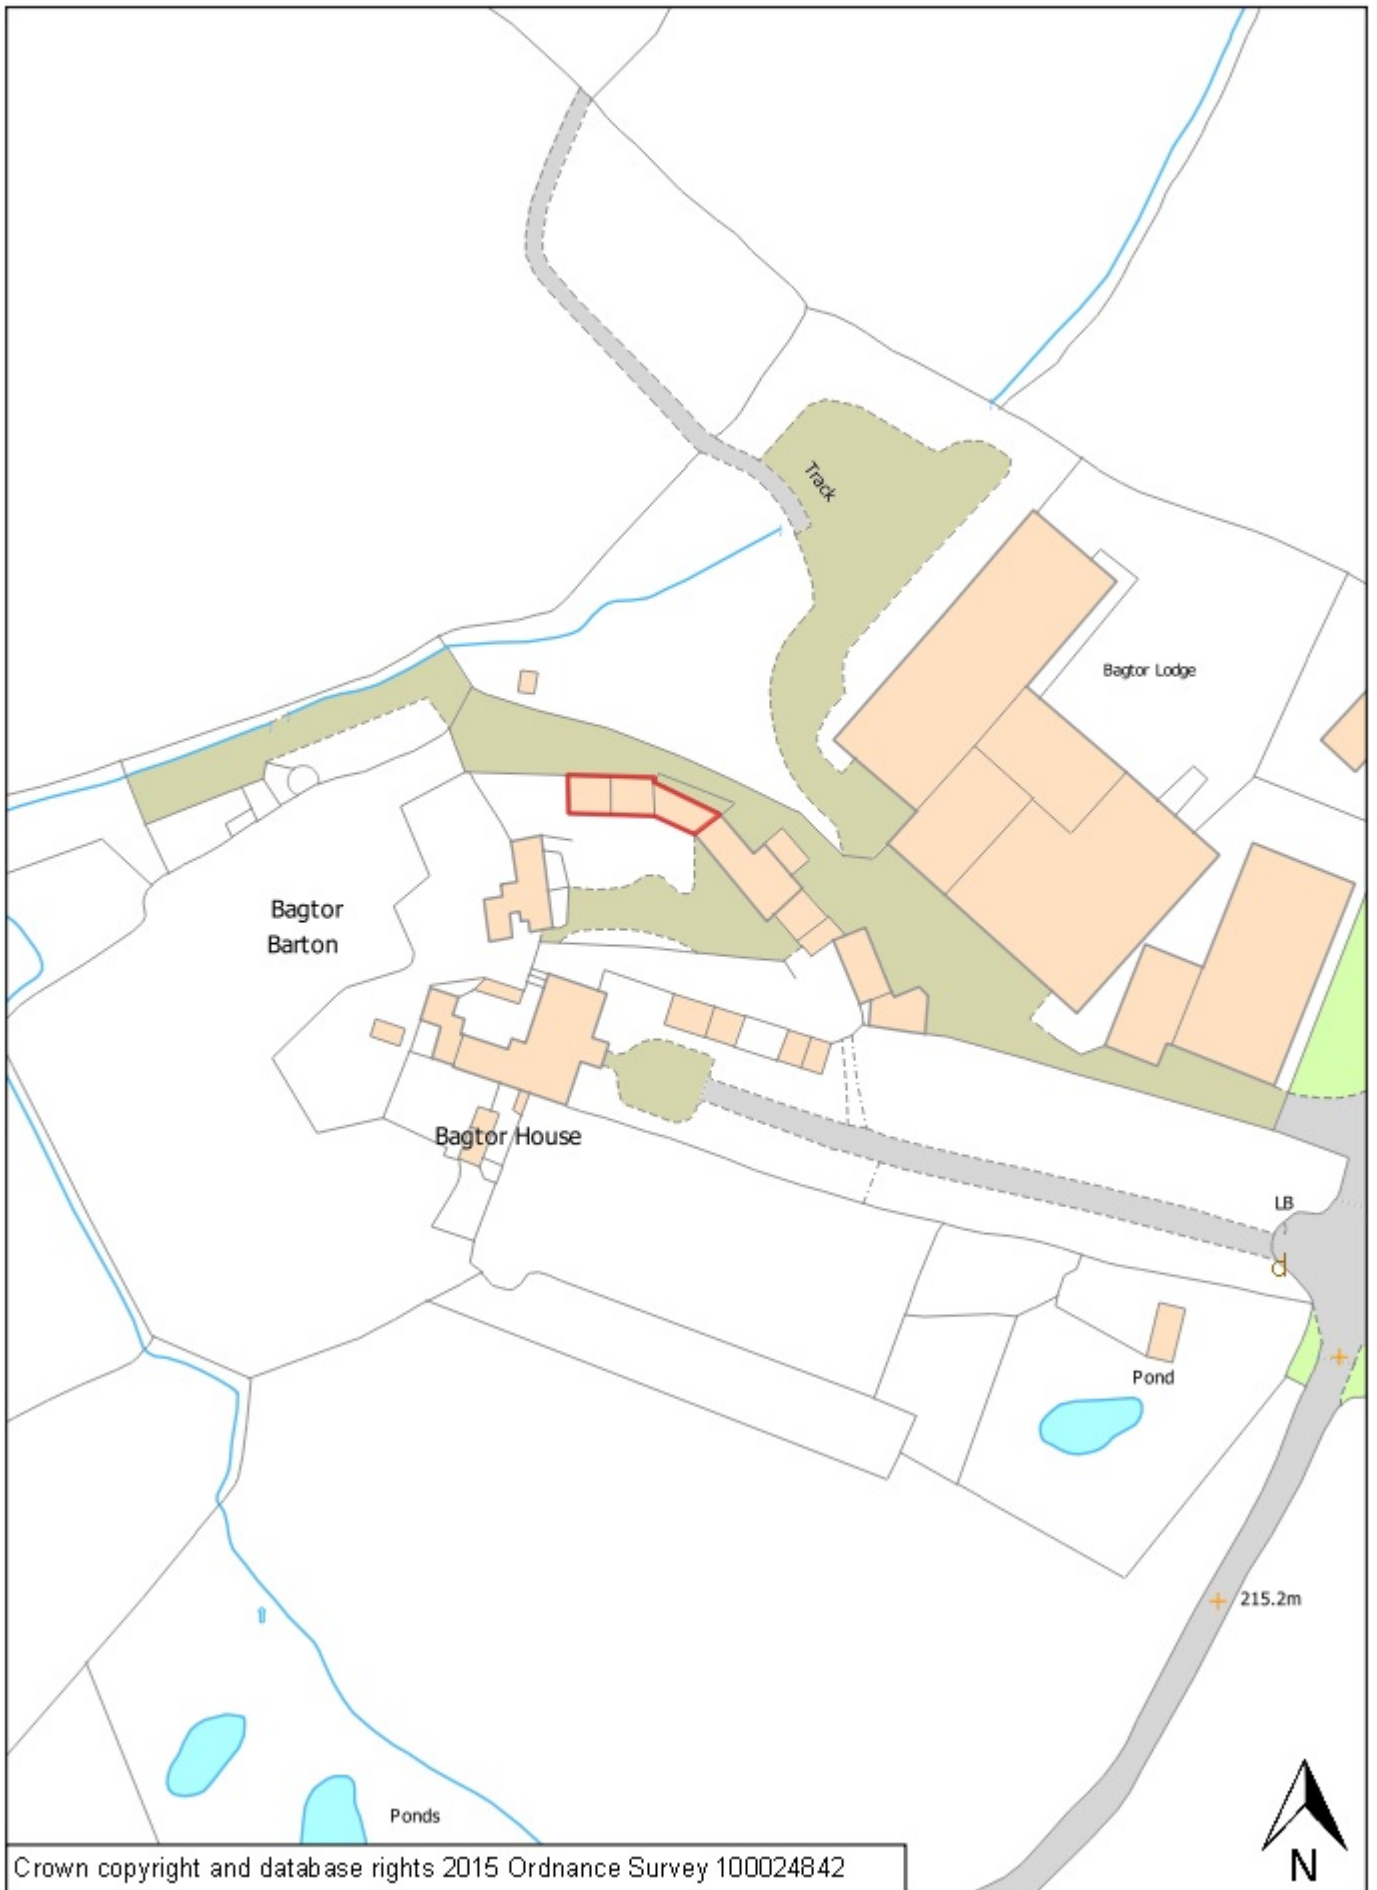 Track
Bagtor Lodge
Bagtor
Barton
Bagtor House
LB
d
Pond
215.2m
Ponds
N
Crown copyright and database rights 2015 Ordnance Survey 100024842